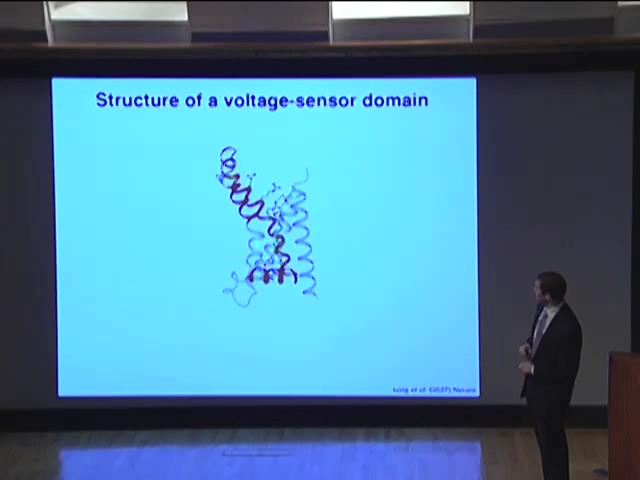 Structure of a voltage-sensor domain
Long et al. (2007) Nature